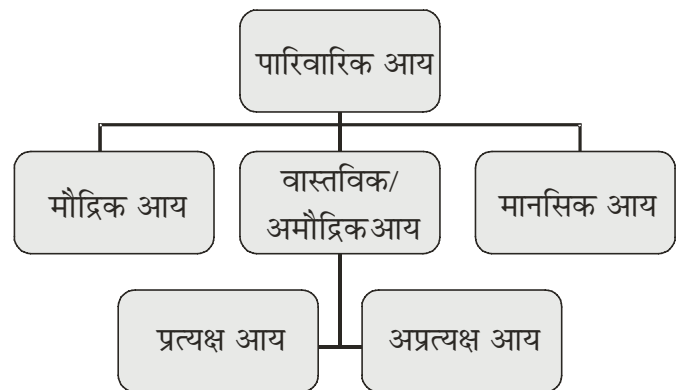 पारिवारिक आय
मौद्रिक आय
वास्तविक/
अमौद्रिक आय
मानसिक आय
प्रत्यक्ष आय
अप्रत्यक्ष आय